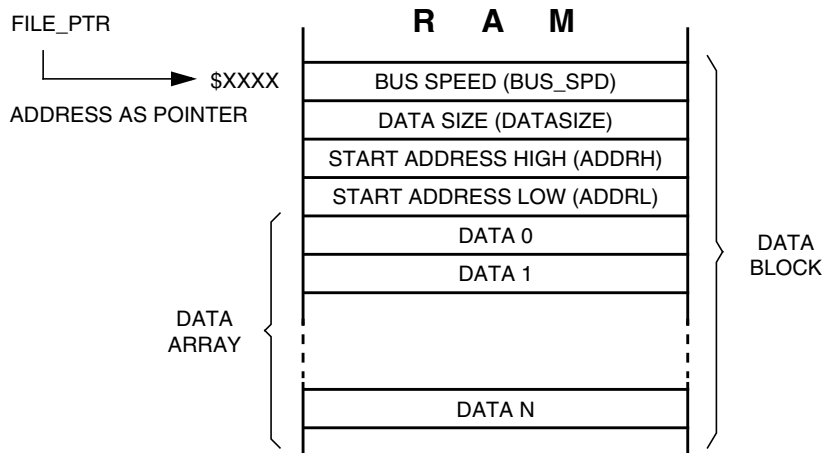 R A M
FILE_PTR
$XXXX
ADDRESS AS POINTER
BUS SPEED (BUS_SPD)
DATA SIZE (DATASIZE)
START ADDRESS HIGH (ADDRH)
START ADDRESS LOW (ADDRL)
DATA 0
DATA 1
DATA N
DATA
ARRAY
DATA
BLOCK